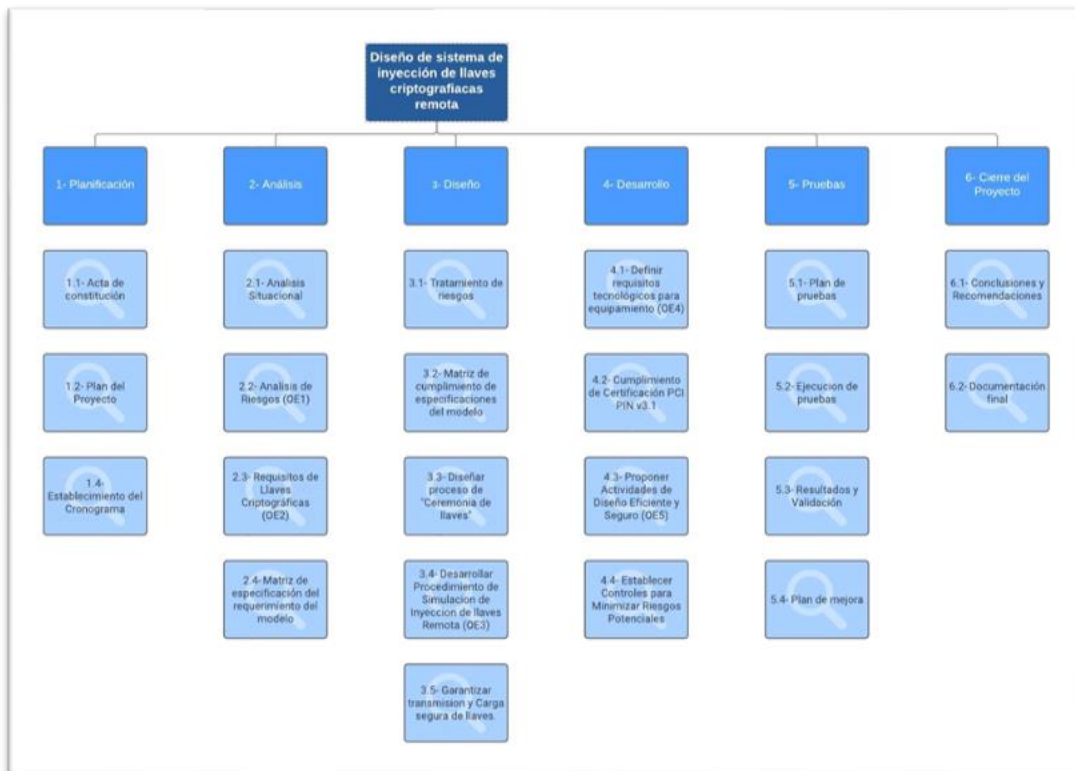 Diseño de sistema de
inyección de llaves
criptografiacas
remota
1- Planificación
2- Análisis
3- Diseño
4- Desarrollo
5- Pruebas
6- Cierre del
Proyecto
1.1- Acta de
constitución
2.1- Analisis
Situacional
3.1- Tratamiento de
riesgos
4.1- Definir
requisitos
tecnológicos para
equipamiento (OE4)
5.1- Plan de
pruebas
6.1- Conclusiones y
Recomendaciones
1.2- Plan del
Proyecto
2.2- Analisis de
Riesgos (OE1)
3.2- Matriz de
cumplimiento de
especificaciones
del modelo
4.2- Cumplimiento
de Certificación PCI
PIN v3.1
5.2- Ejecucion de
pruebas
6.2- Documentación
final
1.4-
Establecimiento del
Cronograma
2.3- Requisitos de
Llaves
Criptográficas
(OE2)
3.3- Diseñar
proceso de
"Ceremonia de
llaves"
4.3- Proponer
Actividades de
Diseño Eficiente y
Seguro (OE5)
5.3- Resultados y
Validación
2.4- Matriz de
especificación del
requerimiento del
modelo
3.4- Desarrollar
Procedimiento de
Simulacion de
Inyeccion de llaves
Remota (OE3)
4.4- Establecer
Controles para
Minimizar Riesgos
Potenciales
5.4- Plan de mejora
3.5- Garantizar
transmision y Carga
segura de llaves.